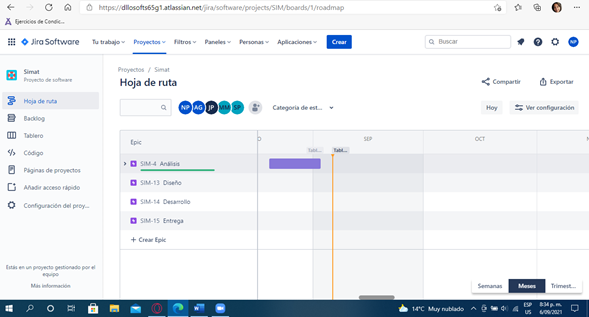 https://dllosofts65g1.atlassian.net/jira/software/projects/SIM/boards/1/roadmap
Ejercicios de Condic...
Jira Software
Tu trabajo
Proyectos
Filtros
Paneles
Personas
Aplicaciones
Crear
Buscar
NP
Simat
Proyecto de software
Hoja de ruta
Backlog
Tablero
Código
Páginas de proyectos
Añadir acceso rápido
Configuración del proy...
Estás en un proyecto gestionado por el
equipo
Más información
Proyectos / Simat
Hoja de ruta
Compartir
Exportar
NP AG JP MM SP
Categoría de est...
Hoy
Ver configuración
Epic
O
SEP
OCT
Tabl...
Tabl...
SIM-4 Análisis
SIM-13 Diseño
SIM-14 Desarrollo
SIM-15 Entrega
+ Crear Epic
Semanas
Meses
Trimest...
14°C Muy nublado
ESP
US
8:34 p. m.
6/09/2021